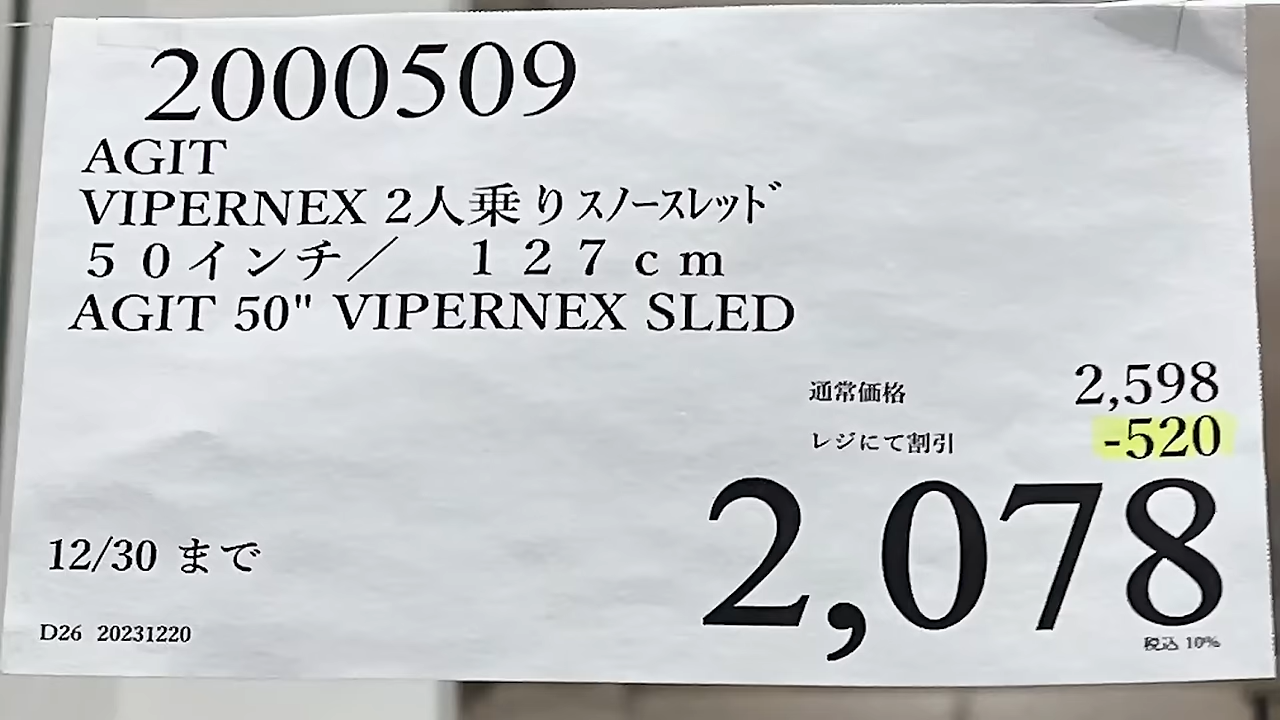 2000509
AGIT
VIPERNEX 2人乗りｽﾉｰｽﾚｯﾄﾞ
５０インチ／　１２７ｃｍ
AGIT 50" VIPERNEX SLED
通常価格 2,598
レジにて割引 -520
2,078
12/30 まで
税込 10%
D26 20231220